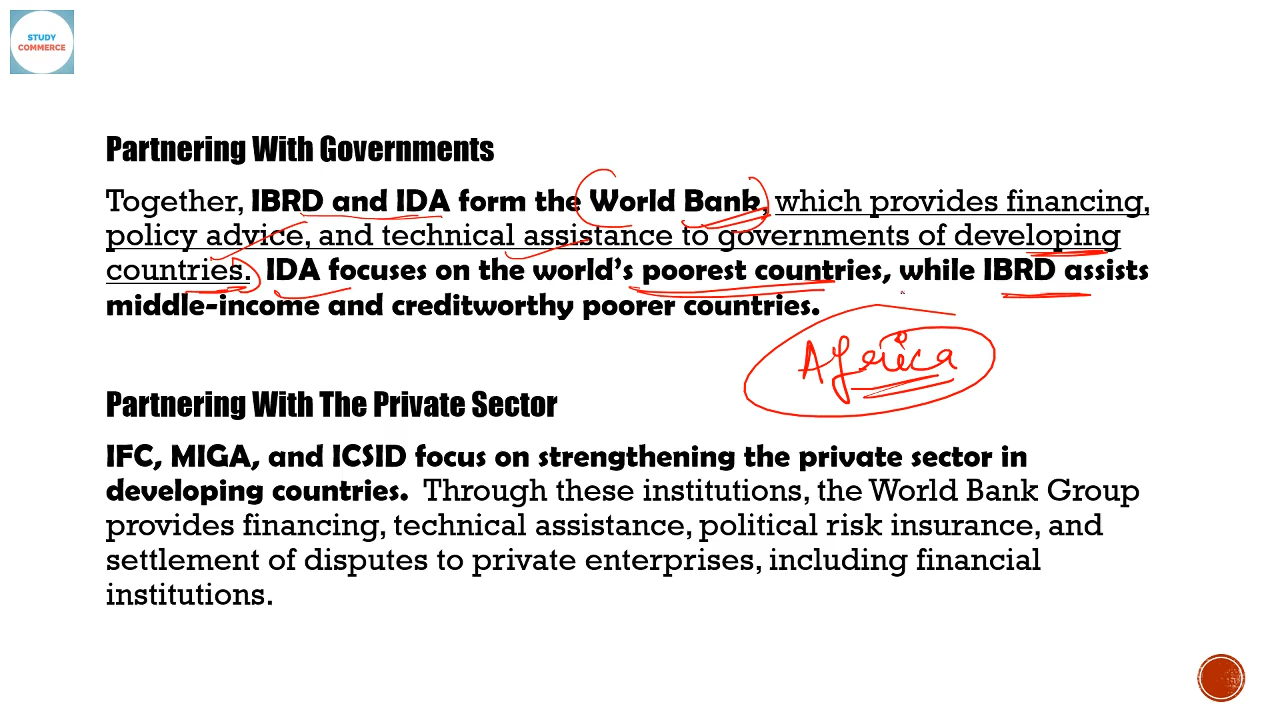 STUDY
COMMERCE
Partnering With Governments
Together, IBRD and IDA form the World Bank, which provides financing,
policy advice, and technical assistance to governments of developing
countries. IDA focuses on the world's poorest countries, while IBRD assists
middle-income and creditworthy poorer countries.
Africa
Partnering With The Private Sector
IFC, MIGA, and ICSID focus on strengthening the private sector in
developing countries. Through these institutions, the World Bank Group
provides financing, technical assistance, political risk insurance, and
settlement of disputes to private enterprises, including financial
institutions.